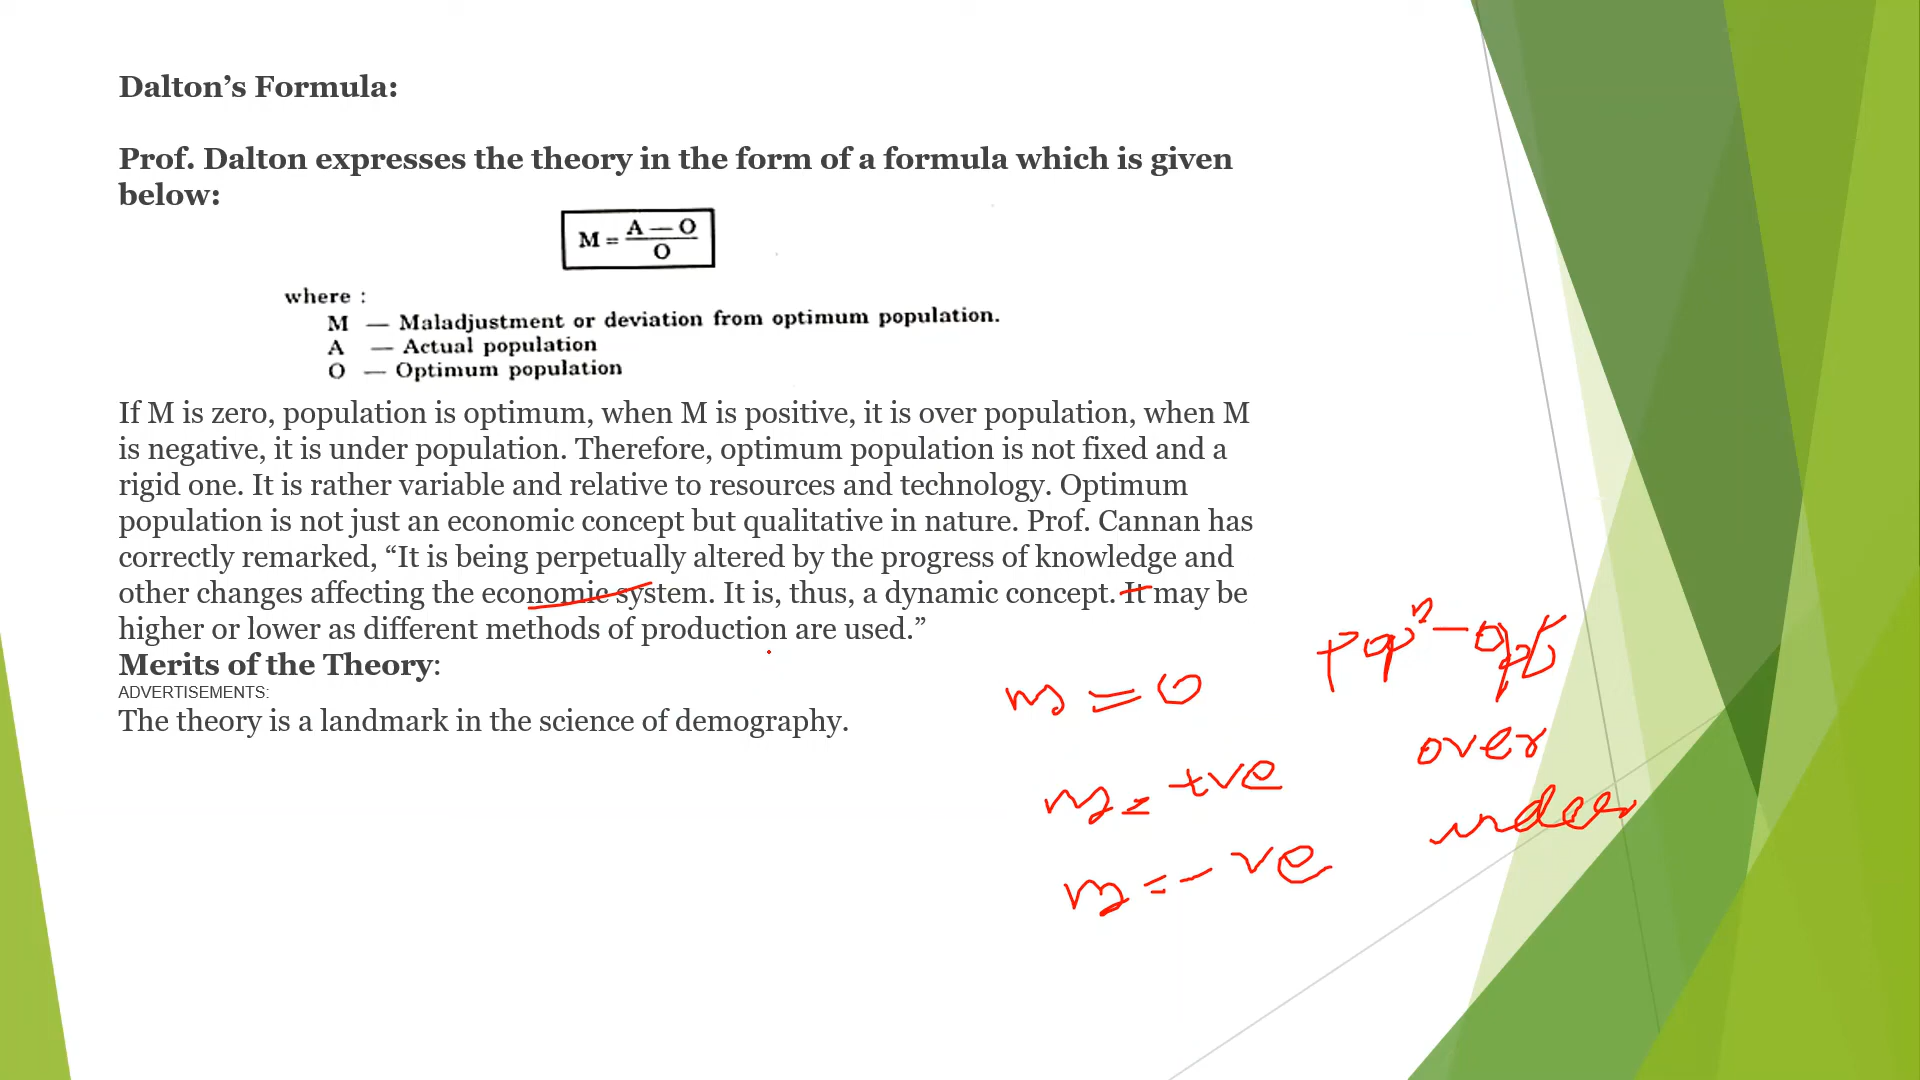 Dalton’s Formula:
Prof. Dalton expresses the theory in the form of a formula which is given
below:
M = A — O / O
where :
M — Maladjustment or deviation from optimum population.
A — Actual population
O — Optimum population
If M is zero, population is optimum, when M is positive, it is over population, when M
is negative, it is under population. Therefore, optimum population is not fixed and a
rigid one. It is rather variable and relative to resources and technology. Optimum
population is not just an economic concept but qualitative in nature. Prof. Cannan has
correctly remarked, “It is being perpetually altered by the progress of knowledge and
other changes affecting the economic system. It is, thus, a dynamic concept. It may be
higher or lower as different methods of production are used.”
Merits of the Theory:
ADVERTISEMENTS:
The theory is a landmark in the science of demography.
m = 0
m = +ve over
m = - ve under